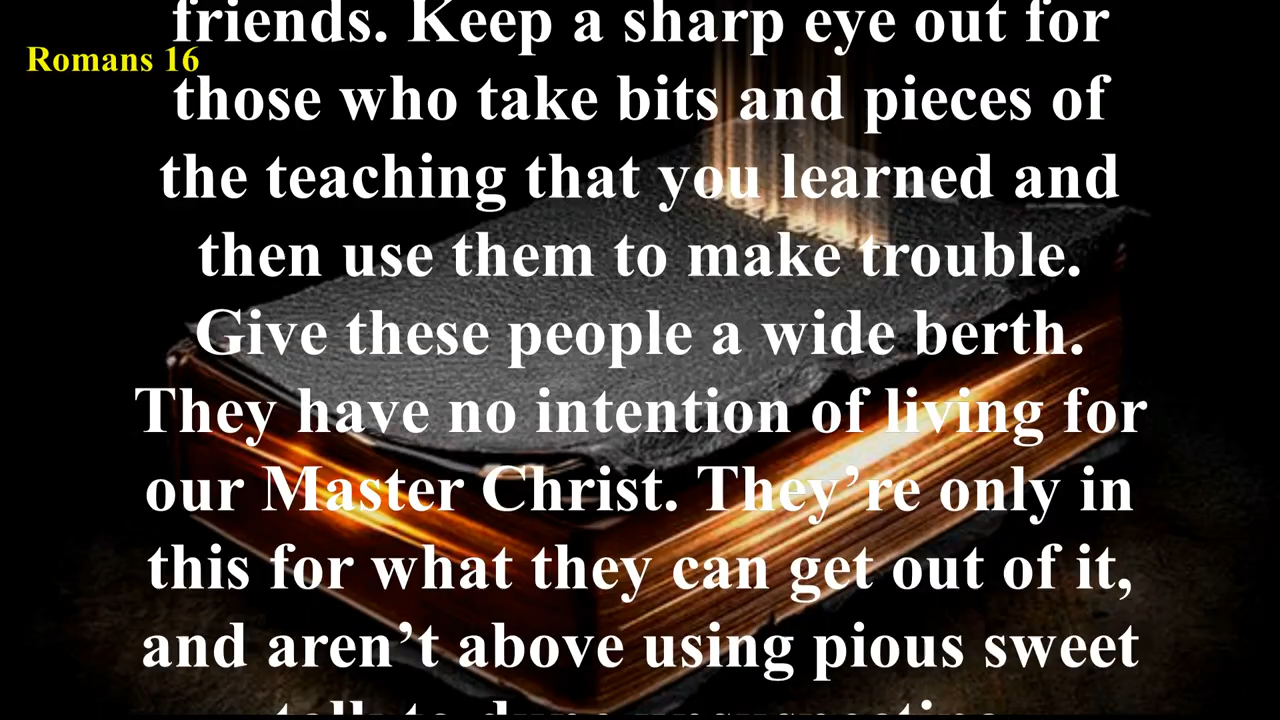 friends. Keep a sharp eye out for
Romans 16
those who take bits and pieces of
the teaching that you learned and
then use them to make trouble.
Give these people a wide berth.
They have no intention of living for
our Master Christ. They’re only in
this for what they can get out of it,
and aren’t above using pious sweet